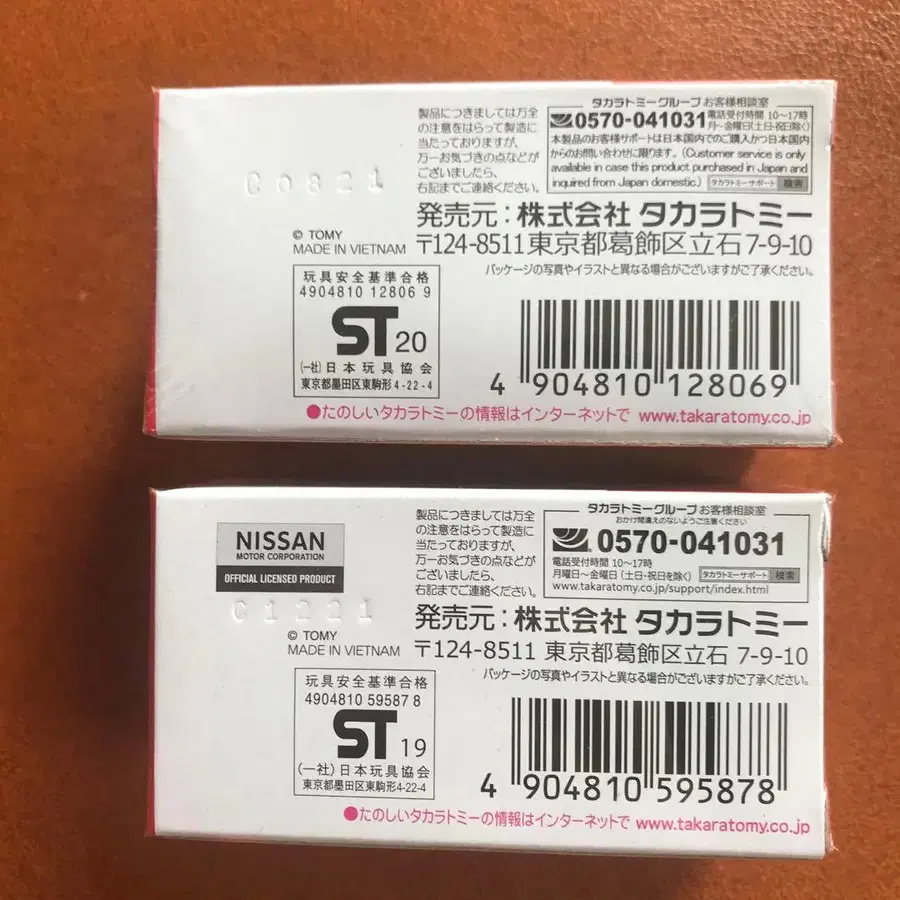 製品につきましては万全
の注意をはらって製造に
当たっておりますが、
万一お気づきの点などが
ございましたら、
右記までご連絡ください。
タカラトミーグループ お客様相談室
0570-041031
電話受付時間 10〜17時
月〜金曜日(土日・祝日除く)
本製品のお客様サポートは日本国内でのご購入かつ日本国内
からのお問い合わせに限ります。(Customer service is only
available in case this product purchased in Japan and
inquired from Japan domestic.)
タカラトミーサポート 検索
C0821
© TOMY
MADE IN VIETNAM
発売元：株式会社 タカラトミー
〒124-8511 東京都葛飾区立石 7-9-10
パッケージの写真やイラストと異なる場合がございますがご了承ください。
玩具安全基準合格
4904810 12806 9
ST 20
(一社)日本玩具協会
東京都墨田区東駒形 4-22-4
4 904810 128069
●たのしいタカラトミーの情報はインターネットで www.takaratomy.co.jp
NISSAN
MOTOR CORPORATION
OFFICIAL LICENSED PRODUCT
C1221
© TOMY
MADE IN VIETNAM
製品につきましては万全
の注意をはらって製造に
当たっておりますが、
万一お気づきの点などが
ございましたら、
右記までご連絡ください。
タカラトミーグループ お客様相談室
おかけ間違えのないようご注意ください
0570-041031
電話受付時間 10〜17時
月曜日〜金曜日(土・日・祝日を除く)
タカラトミーサポート 検索
www.takaratomy.co.jp/support/index.html
発売元：株式会社 タカラトミー
〒124-8511 東京都葛飾区立石 7-9-10
パッケージの写真やイラストと異なる場合がございますがご了承ください。
玩具安全基準合格
4904810 59587 8
ST 19
(一社)日本玩具協会
東京都墨田区東駒形4-22-4
4 904810 595878
●たのしいタカラトミーの情報はインターネットで www.takaratomy.co.jp